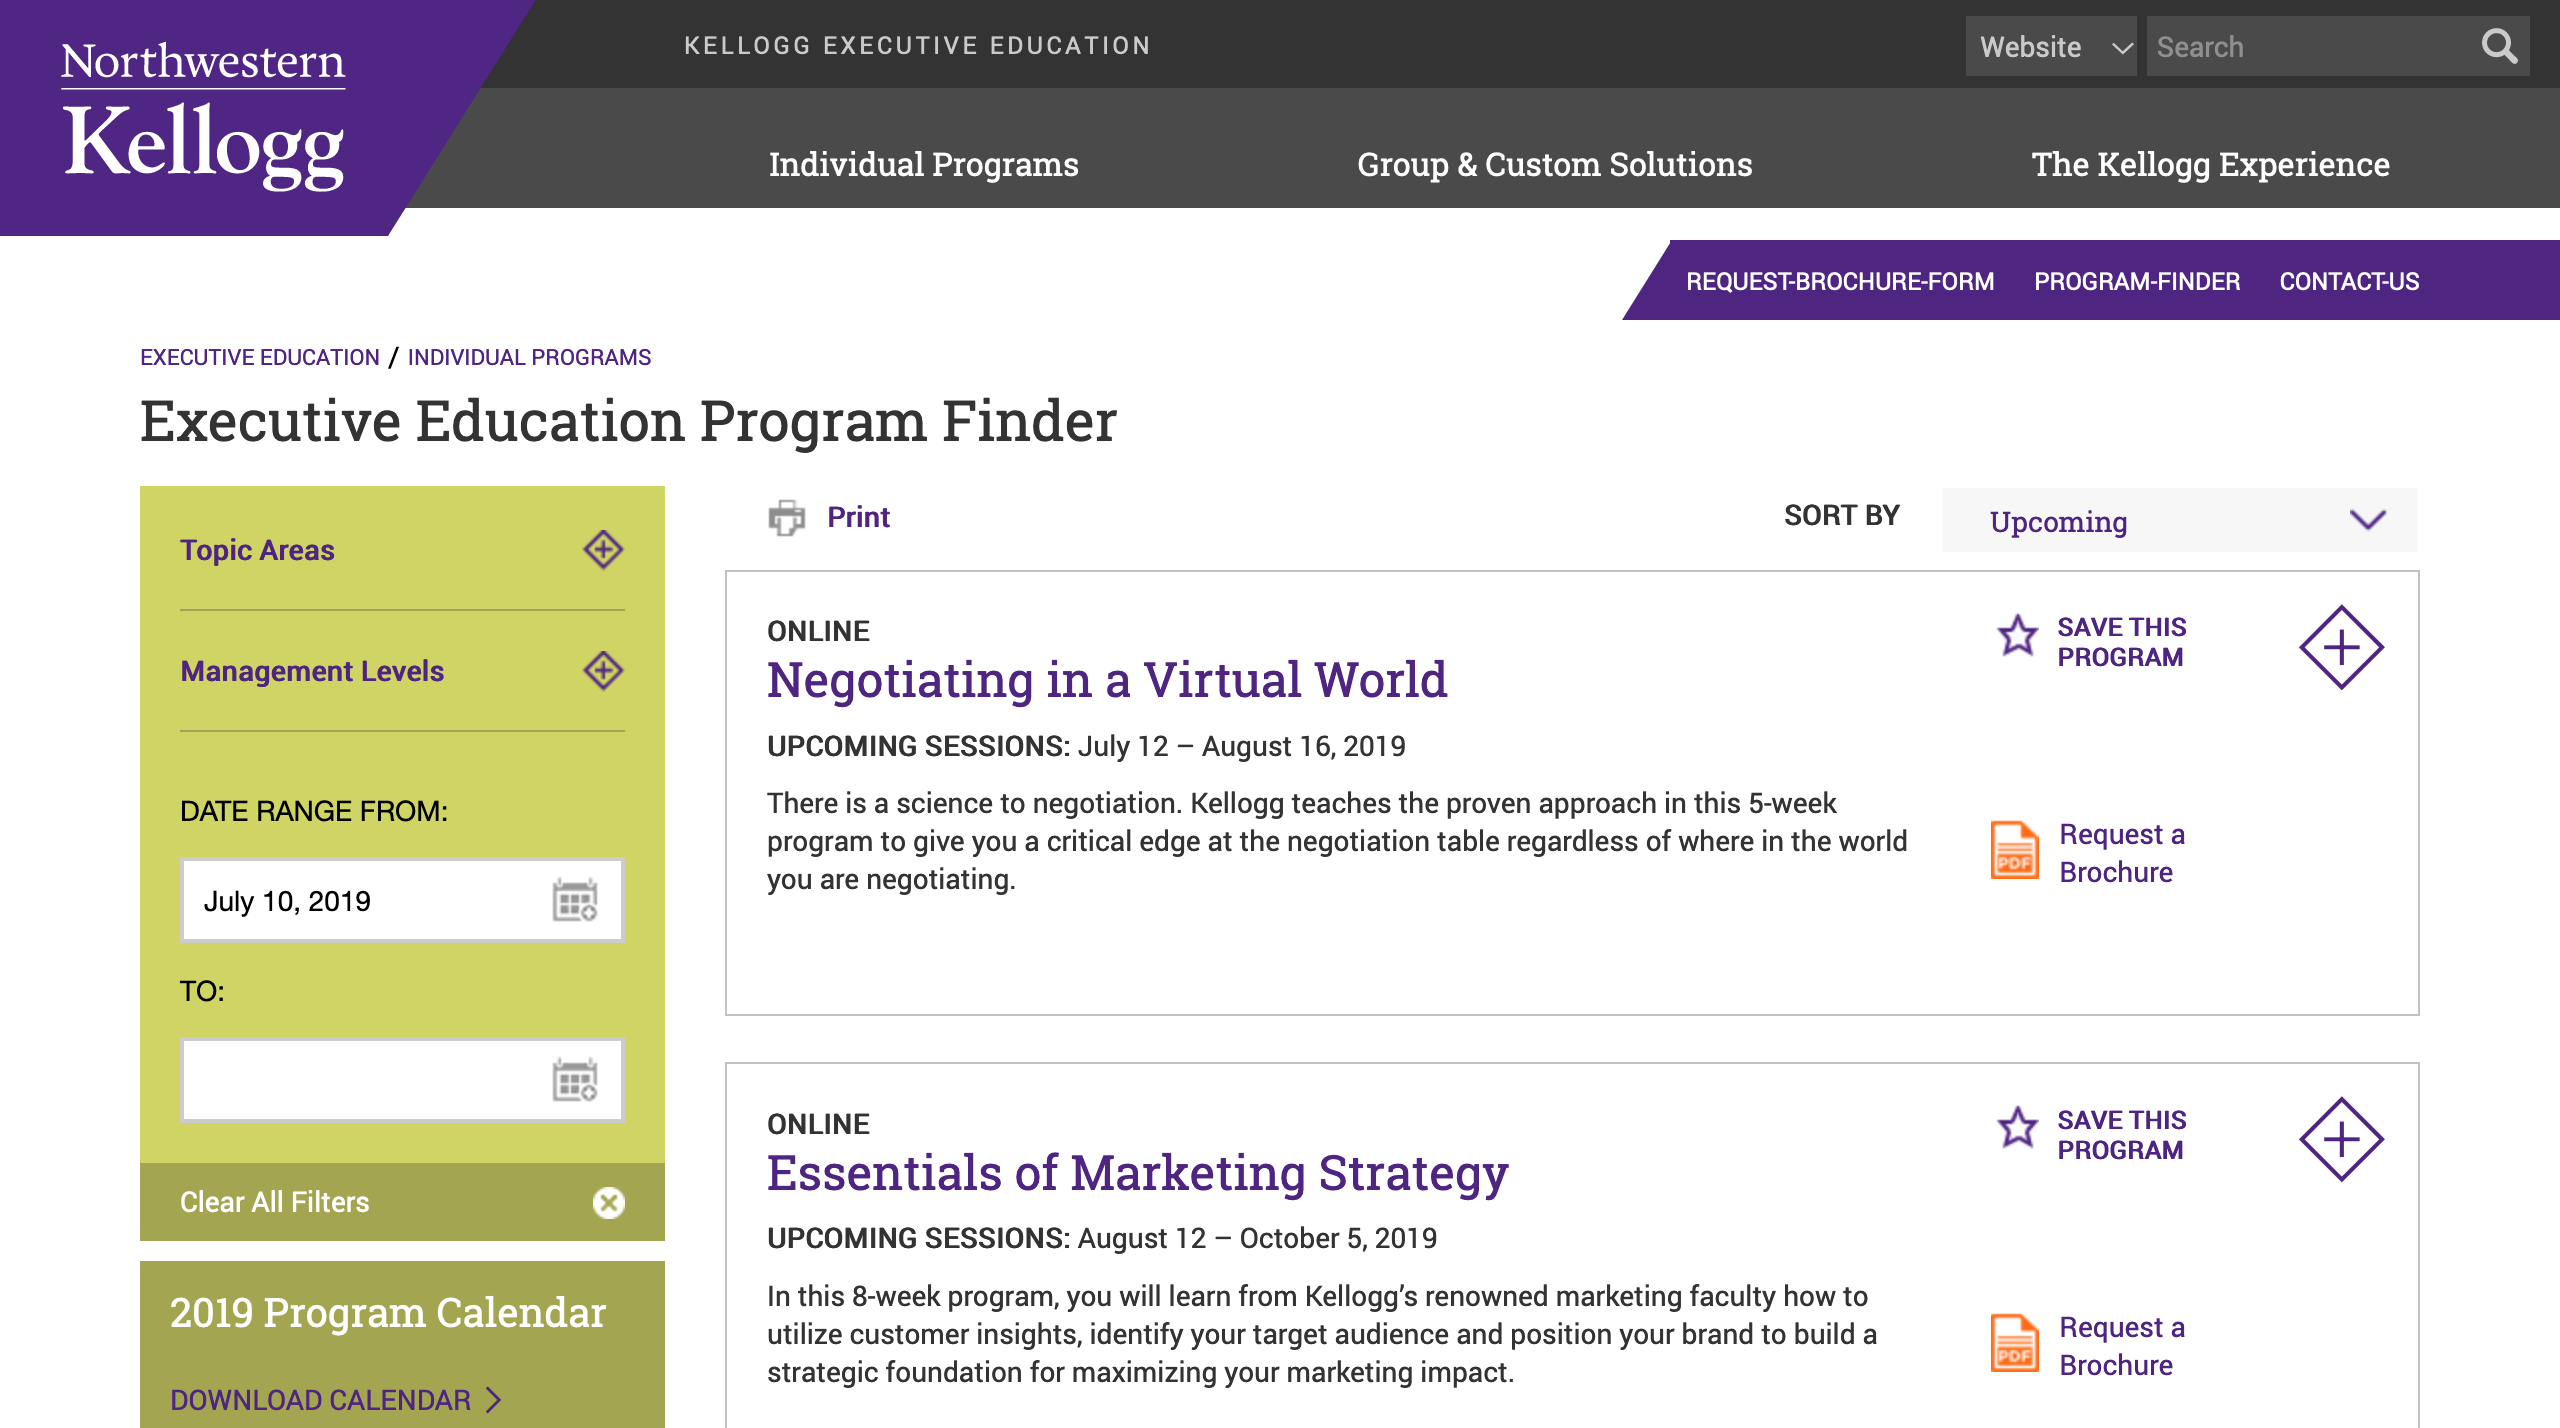 Northwestern
Kellogg
KELLOGG EXECUTIVE EDUCATION
Website
Search
Individual Programs
Group & Custom Solutions
The Kellogg Experience
REQUEST-BROCHURE-FORM
PROGRAM-FINDER
CONTACT-US
EXECUTIVE EDUCATION / INDIVIDUAL PROGRAMS
Executive Education Program Finder
Topic Areas
Management Levels
DATE RANGE FROM:
July 10, 2019
TO:
Clear All Filters
2019 Program Calendar
DOWNLOAD CALENDAR
Print
SORT BY
Upcoming
ONLINE
Negotiating in a Virtual World
UPCOMING SESSIONS: July 12 – August 16, 2019
There is a science to negotiation. Kellogg teaches the proven approach in this 5-week
program to give you a critical edge at the negotiation table regardless of where in the world
you are negotiating.
SAVE THIS
PROGRAM
PDF
Request a
Brochure
ONLINE
Essentials of Marketing Strategy
UPCOMING SESSIONS: August 12 – October 5, 2019
In this 8-week program, you will learn from Kellogg’s renowned marketing faculty how to
utilize customer insights, identify your target audience and position your brand to build a
strategic foundation for maximizing your marketing impact.
SAVE THIS
PROGRAM
PDF
Request a
Brochure